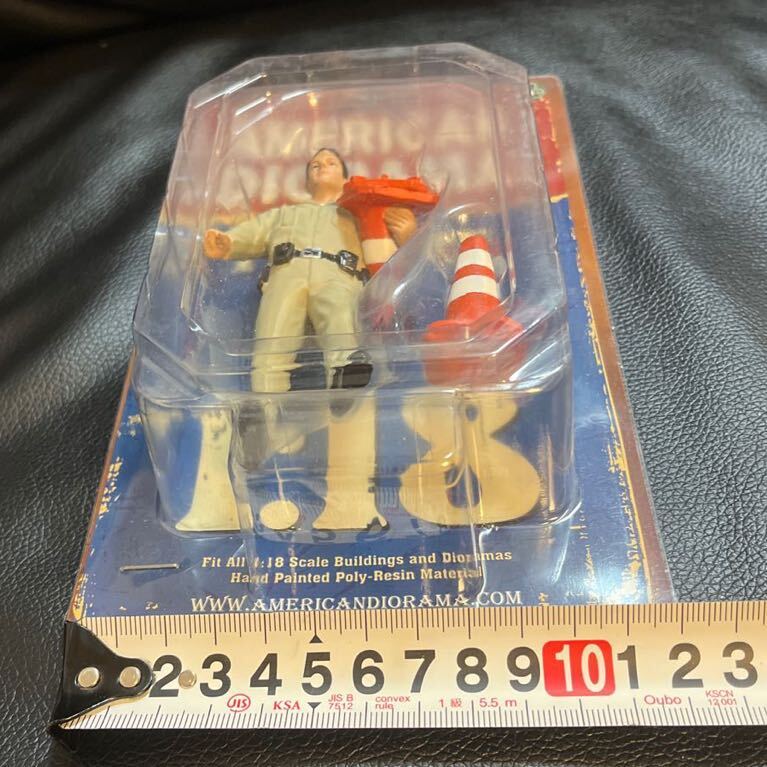 AMERICAN
DIORAMA
1:18
Fit All 1:18 Scale Buildings and Dioramas
Hand Painted Poly-Resin Material
WWW.AMERICANDIORAMA.COM
2 3 4 5 6 7 8 9 10 1 2 3
JIS KSA JIS B 7512 convex rule 1級 5.5 m Oubo KSCN 12001